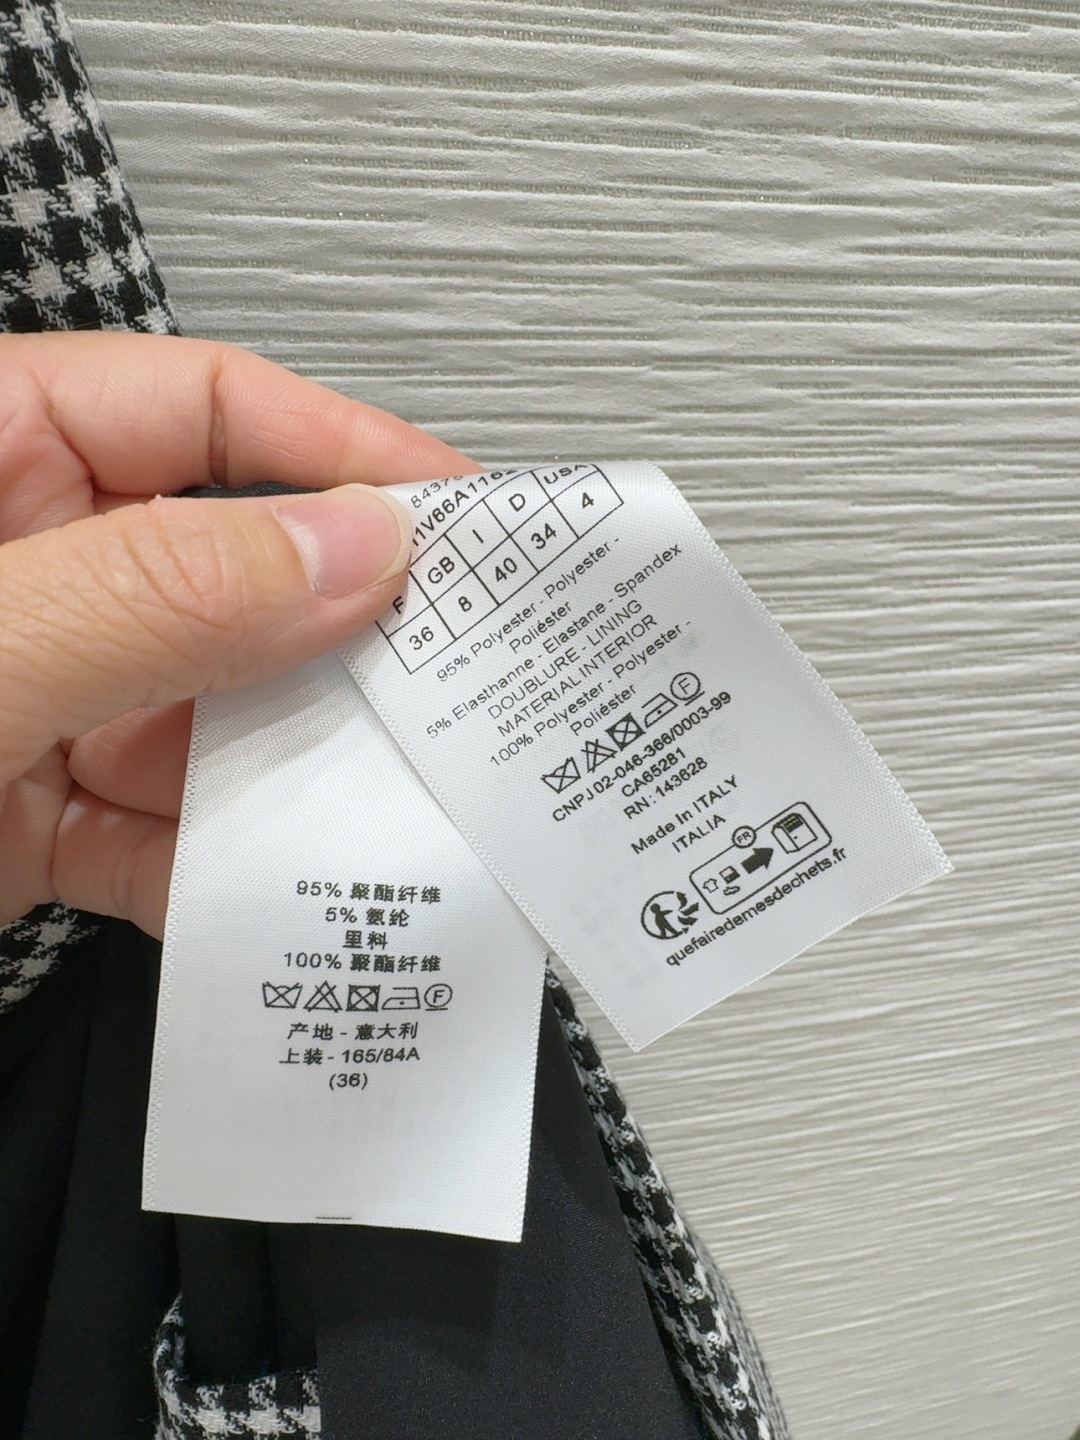 84375
11V66A1162
F GB I D USA
36 8 40 34 4
95% Polyester - Polyester -
Poliéster
5% Elasthanne - Elastane - Spandex
DOUBLURE - LINING
MATERIAL INTERIOR
100% Polyester - Polyester -
Poliéster
F
CNPJ 02-046-366/0003-99
CA65281
RN: 143628
Made In ITALY
ITALIA
FR
quefairedemesdechets.fr
95% 聚酯纤维
5% 氨纶
里料
100% 聚酯纤维
F
产地 - 意大利
上装 - 165/84A
(36)